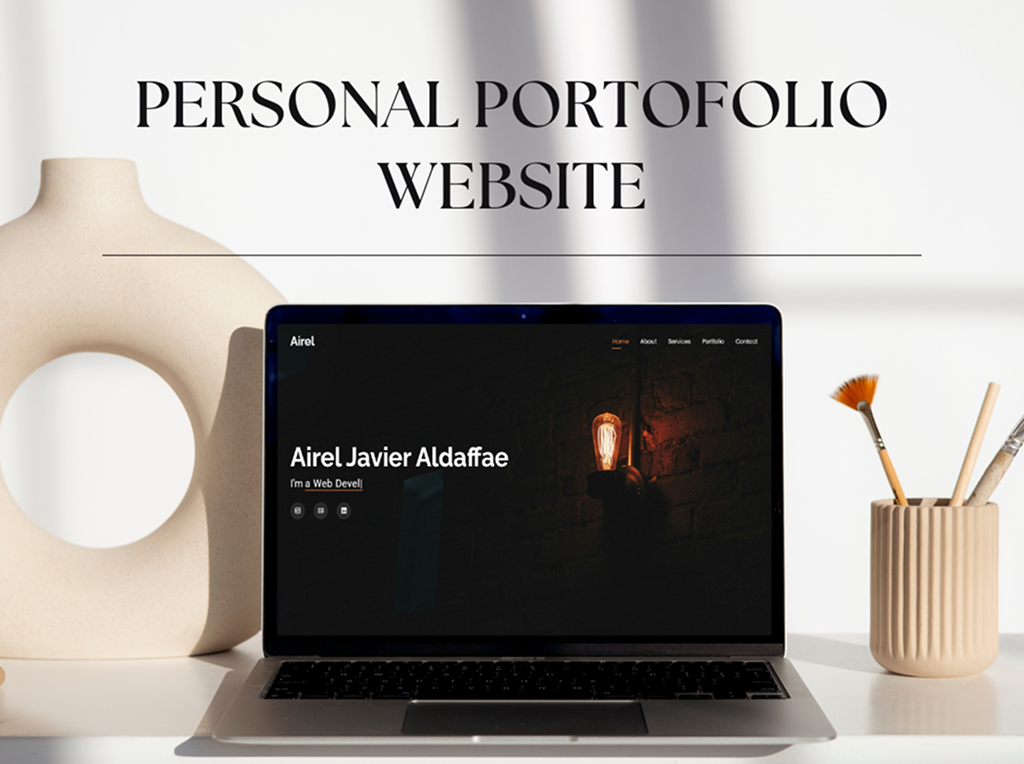 PERSONAL PORTOFOLIO
WEBSITE
Airel
Home About Services Portfolio Contact
Airel Javier Aldaffae
I'm a Web Devel|